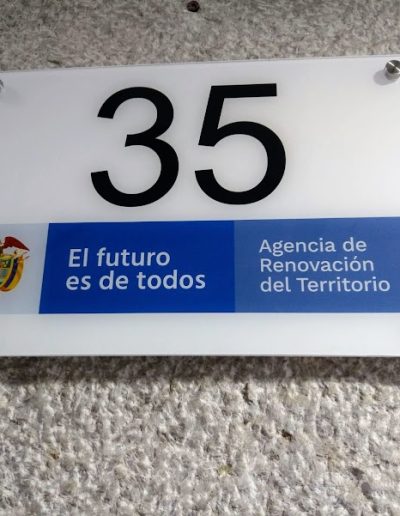 35
El futuro
es de todos
Agencia de
Renovación
del Territorio